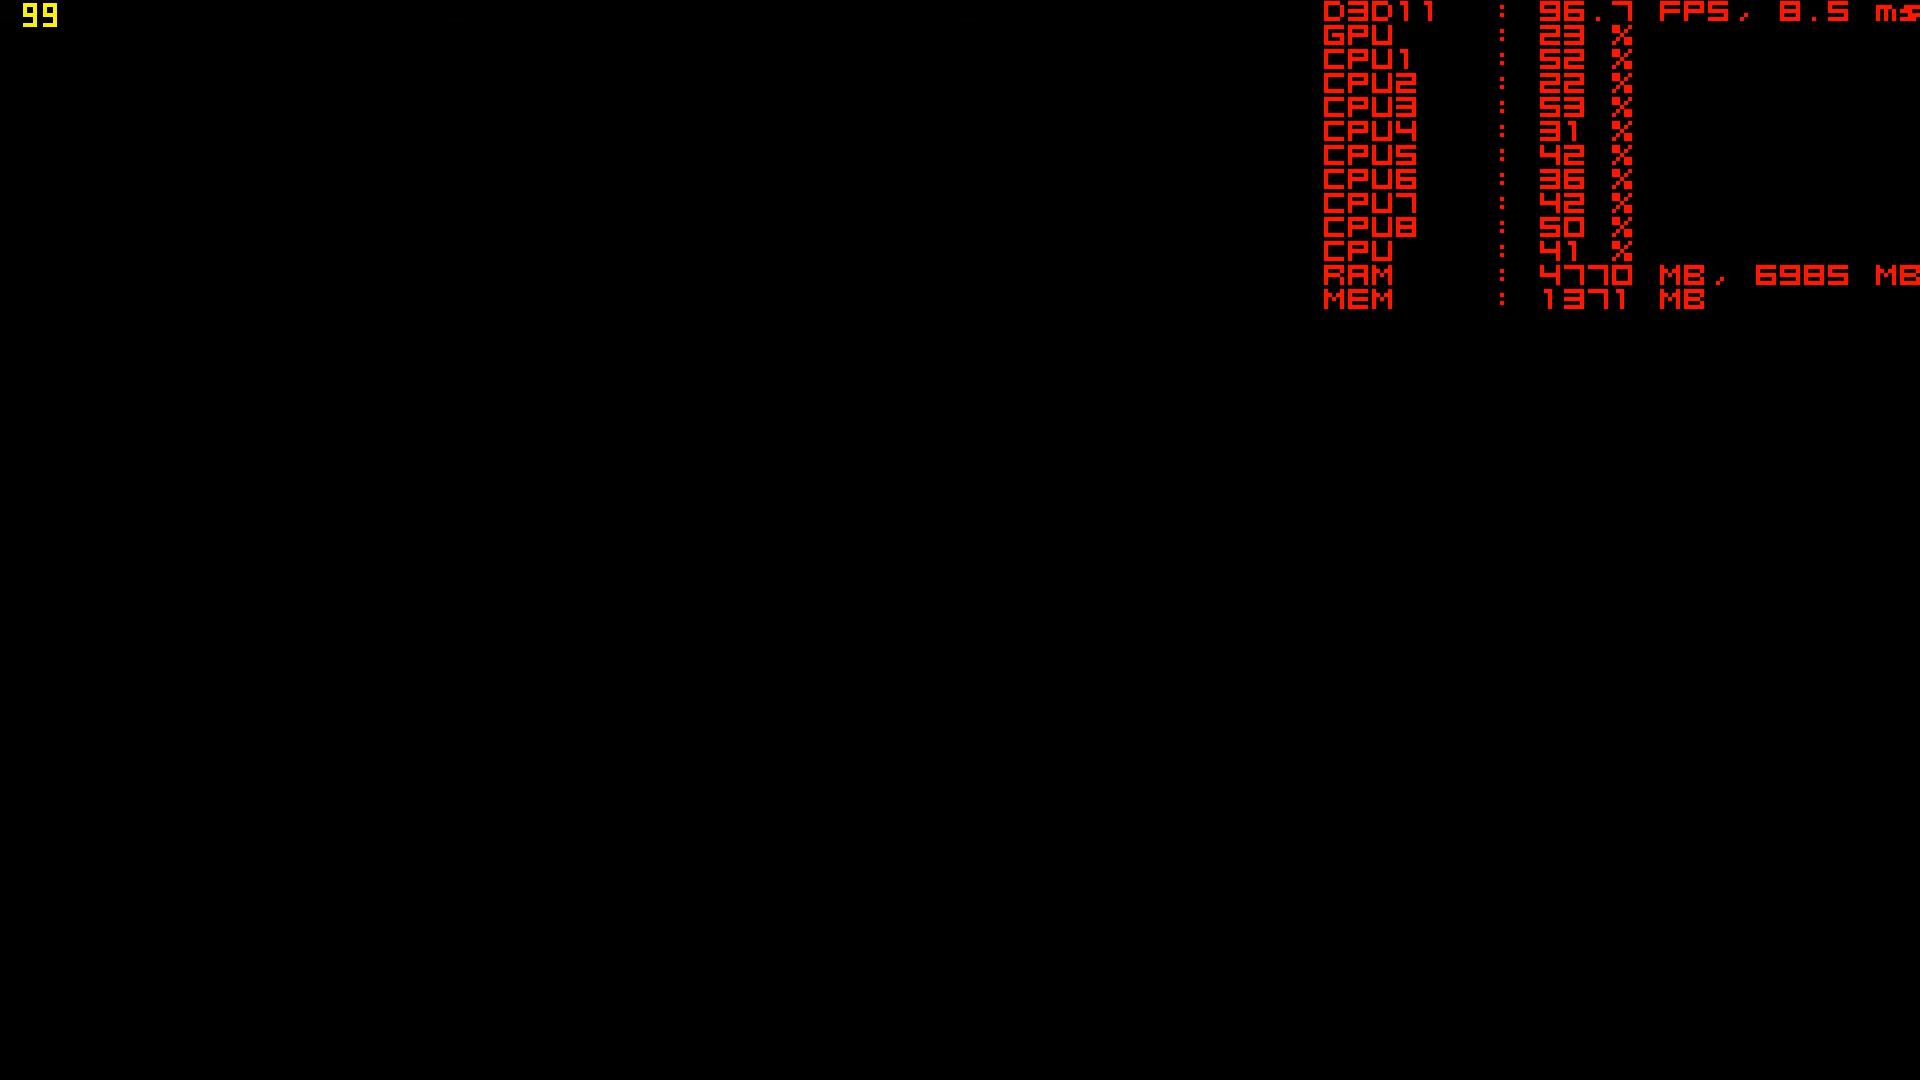 99
D3D11 : 96.7 FPS, 8.5 ms
GPU : 23 %
CPU1 : 52 %
CPU2 : 22 %
CPU3 : 53 %
CPU4 : 31 %
CPU5 : 42 %
CPU6 : 36 %
CPU7 : 42 %
CPU8 : 50 %
CPU : 41 %
RAM : 4770 MB, 6985 MB
MEM : 1371 MB